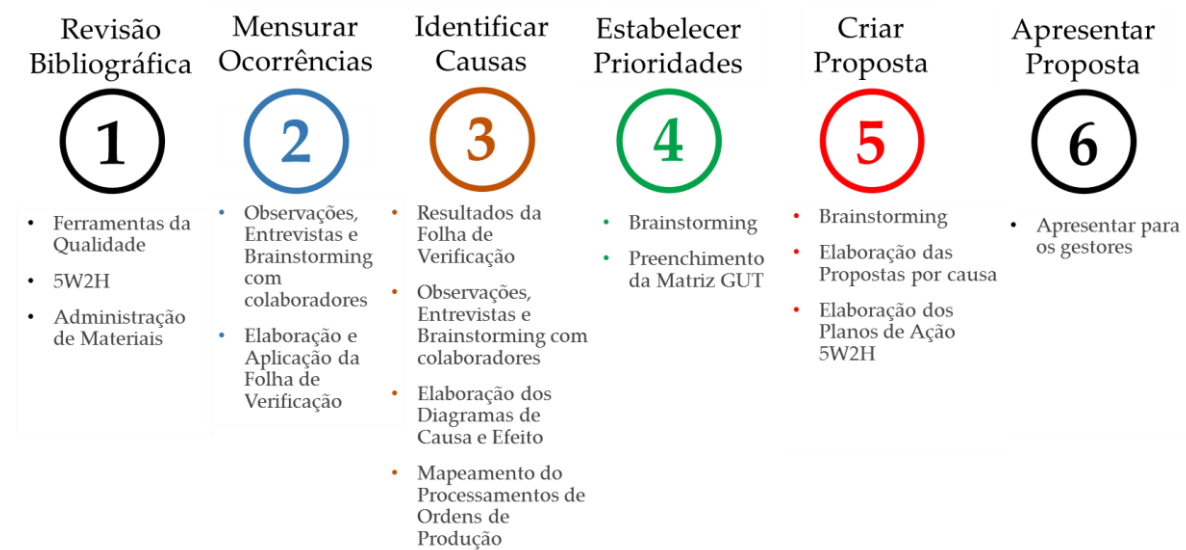 Revisão
Bibliográfica
1
• Ferramentas da
Qualidade
• 5W2H
• Administração
de Materiais
Mensurar
Ocorrências
2
• Observações,
Entrevistas e
Brainstorming
com
colaboradores
• Elaboração e
Aplicação da
Folha de
Verificação
Identificar
Causas
3
• Resultados da
Folha de
Verificação
• Observações,
Entrevistas e
Brainstorming com
colaboradores
• Elaboração dos
Diagramas de
Causa e Efeito
• Mapeamento do
Processamentos de
Ordens de
Produção
Estabelecer
Prioridades
4
• Brainstorming
• Preenchimento
da Matriz GUT
Criar
Proposta
5
• Brainstorming
• Elaboração das
Propostas por causa
• Elaboração dos
Planos de Ação
5W2H
Apresentar
Proposta
6
• Apresentar para
os gestores